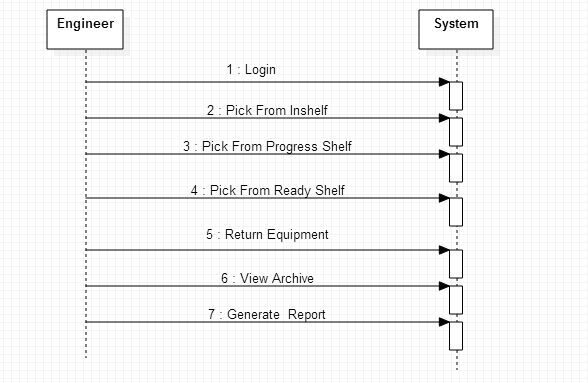 Engineer
System
1 : Login
2 : Pick From Inshelf
3 : Pick From Progress Shelf
4 : Pick From Ready Shelf
5 : Return Equipment
6 : View Archive
7 : Generate  Report